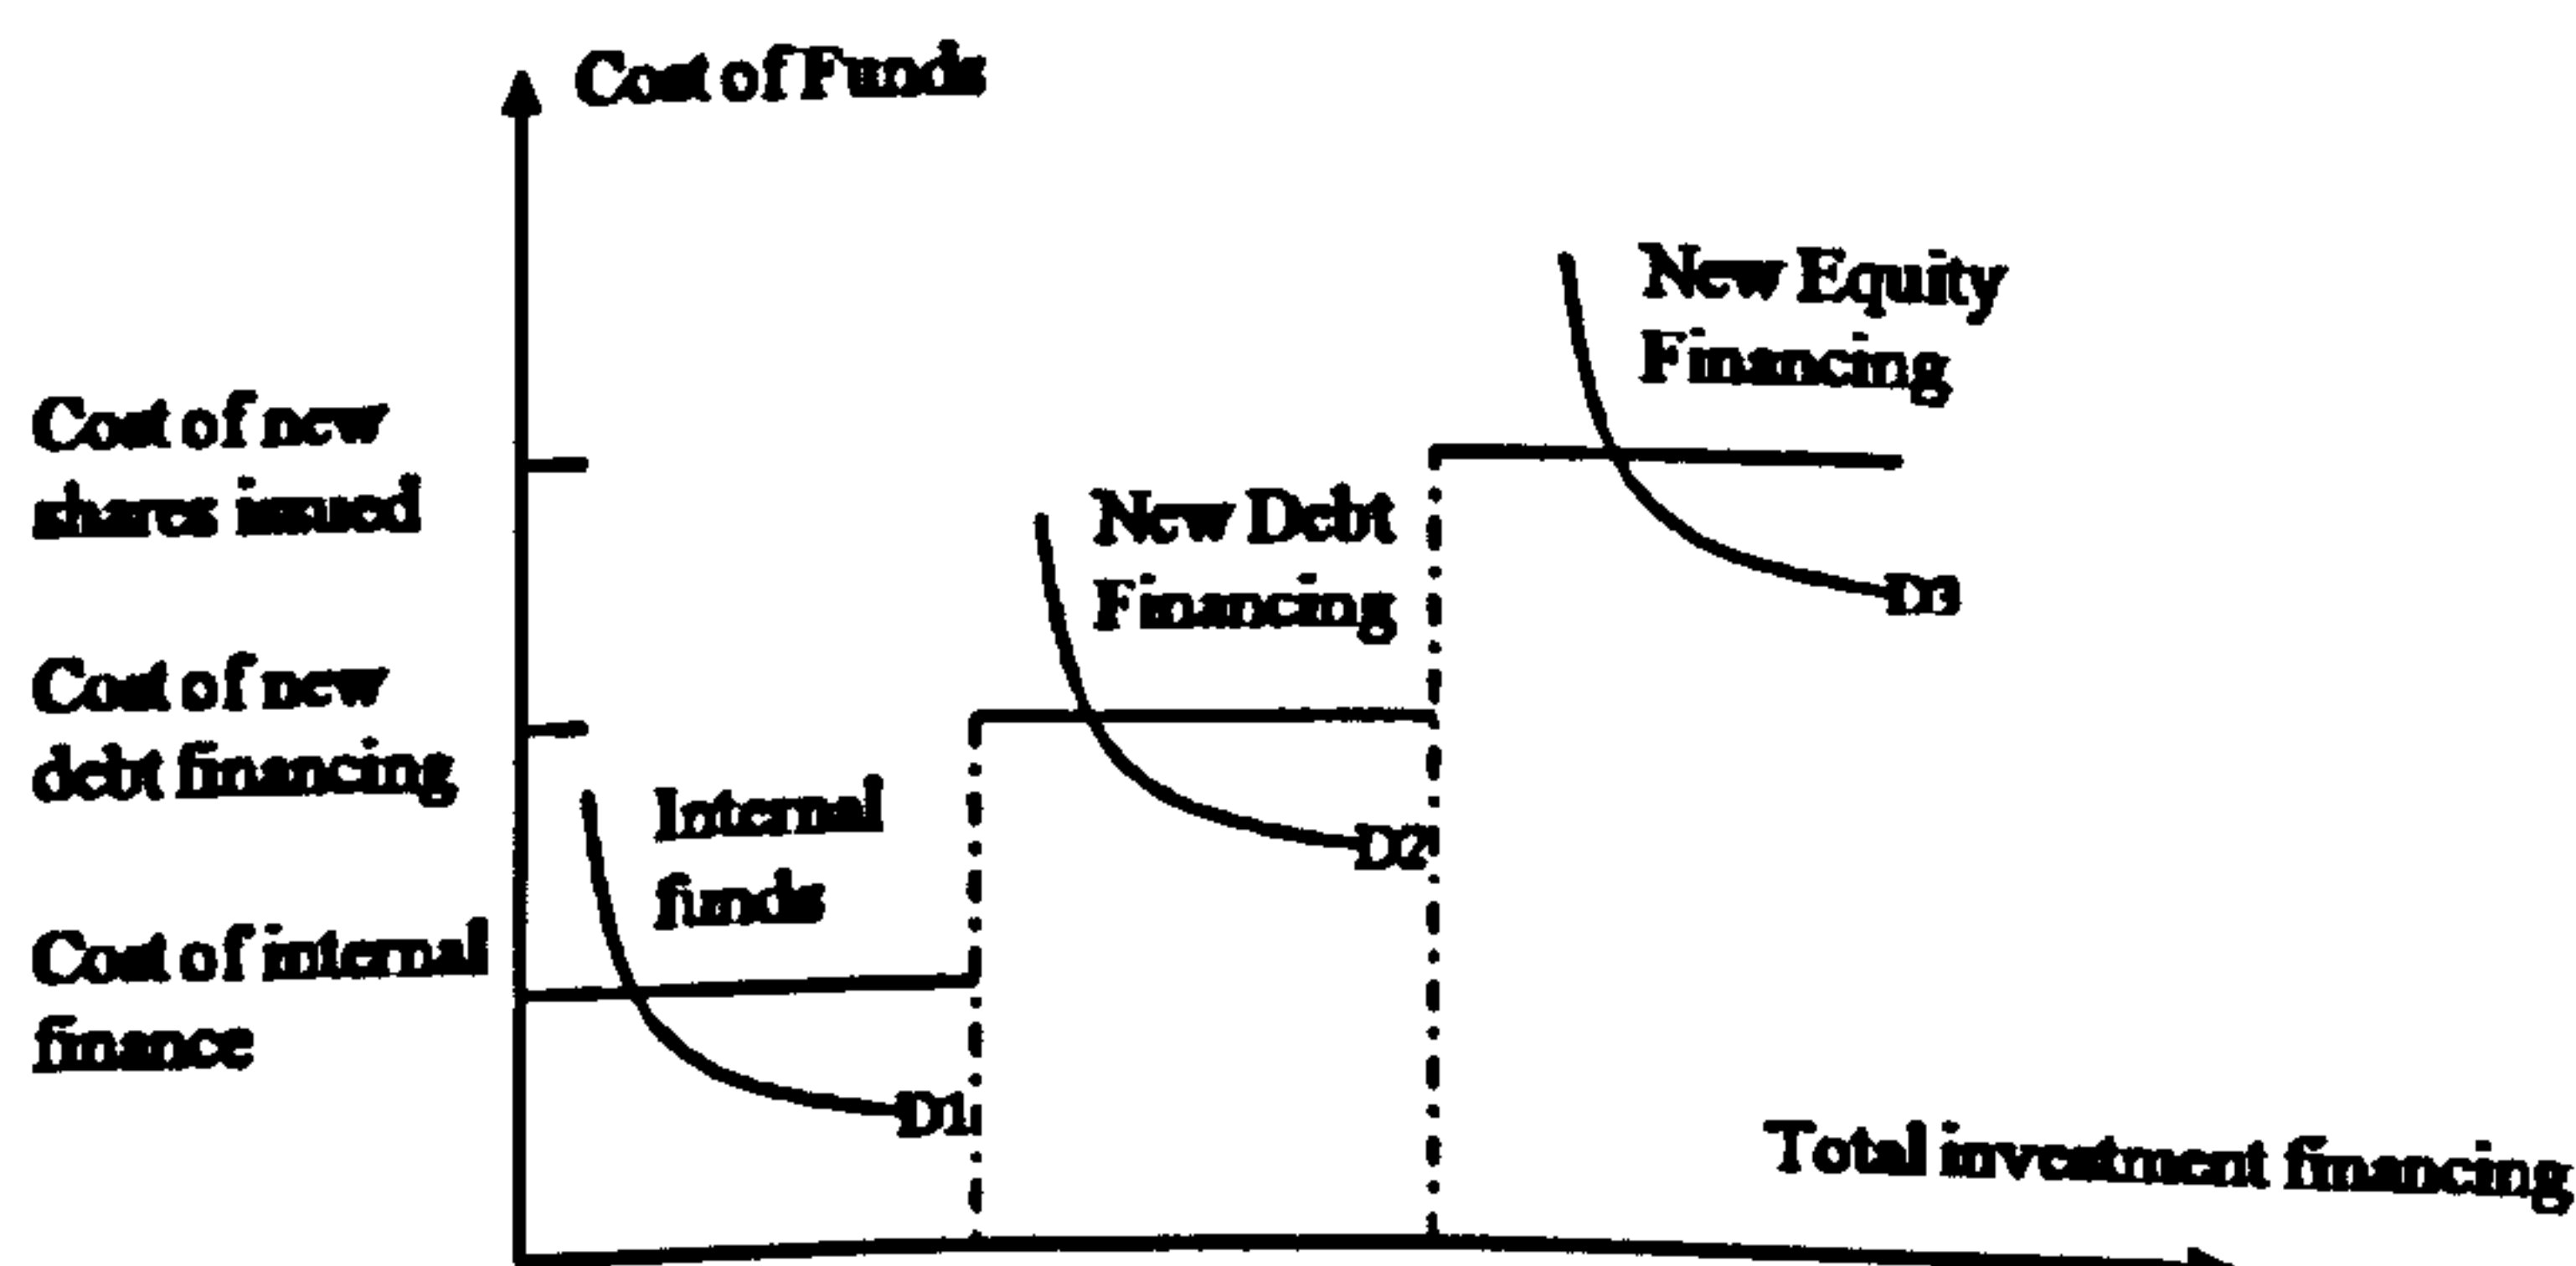 Cost of Funds
New Equity
Financing
Cost of new
shares issued
New Debt
Financing
D3
Cost of new
debt financing
Internal
funds
D2
Cost of internal
finance
D1
Total investment financing